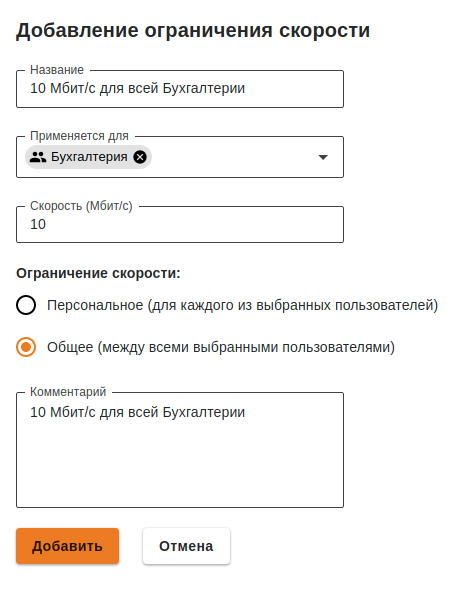 Добавление ограничения скорости
Название
10 Мбит/с для всей Бухгалтерии
Применяется для
Бухгалтерия
Скорость (Мбит/с)
10
Ограничение скорости:
Персональное (для каждого из выбранных пользователей)
Общее (между всеми выбранными пользователями)
Комментарий
10 Мбит/с для всей Бухгалтерии
Добавить
Отмена